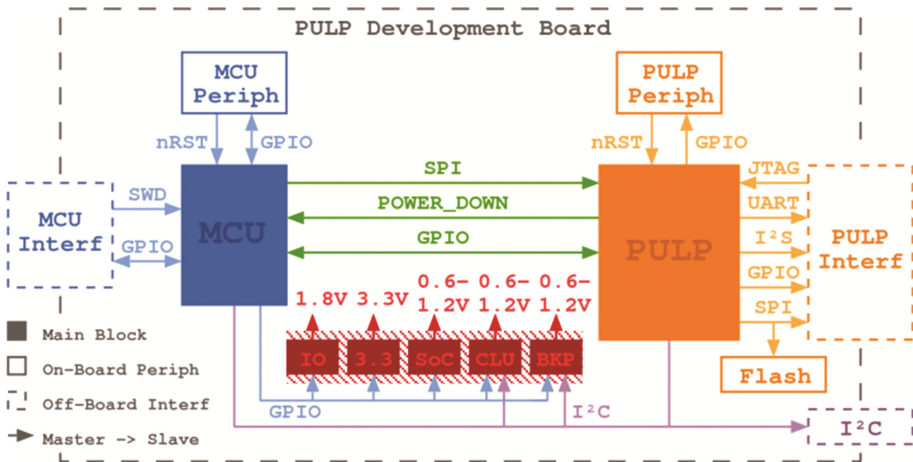 PULP Development Board
MCU
Periph
PULP
Periph
nRST
GPIO
nRST
GPIO
MCU
Interf
SWD
GPIO
MCU
SPI
POWER_DOWN
GPIO
PULP
JTAG
UART
I²S
GPIO
SPI
PULP
Interf
1.8V
3.3V
0.6-
1.2V
0.6-
1.2V
0.6-
1.2V
IO
3.3
SoC
CLU
BKP
Flash
GPIO
I²C
I²C
Main Block
On-Board Periph
Off-Board Interf
Master -> Slave